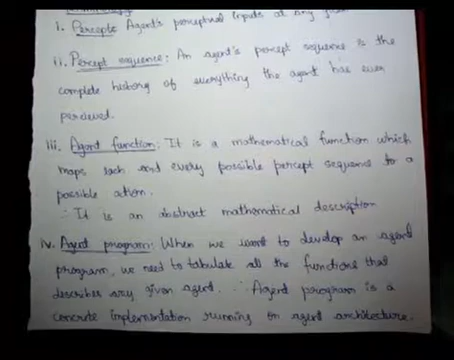 i. Percepts Agent's perceptual inputs at any given
ii. Percept sequence: An agent's percept sequence is the
complete history of everything the agent has ever
percieved.
iii. Agent function: It is a mathematical function which
maps each and every possible percept sequence to a
possible action.
∴ It is an abstract mathematical description
iv. Agent program: When we want to develop an agent
program, we need to tabulate all the functions that
describes any given agent. ∴ Agent program is a
concrete implementation running on agent architecture.